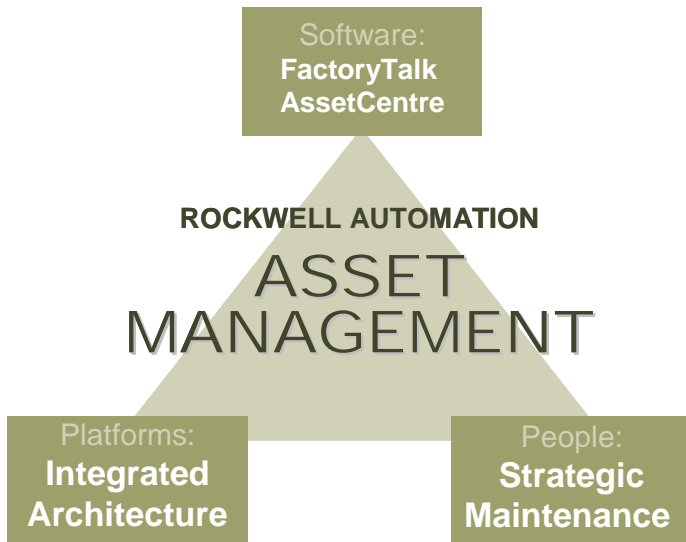 Software:
FactoryTalk
AssetCentre
ROCKWELL AUTOMATION
ASSET
MANAGEMENT
Platforms:
Integrated
Architecture
People:
Strategic
Maintenance